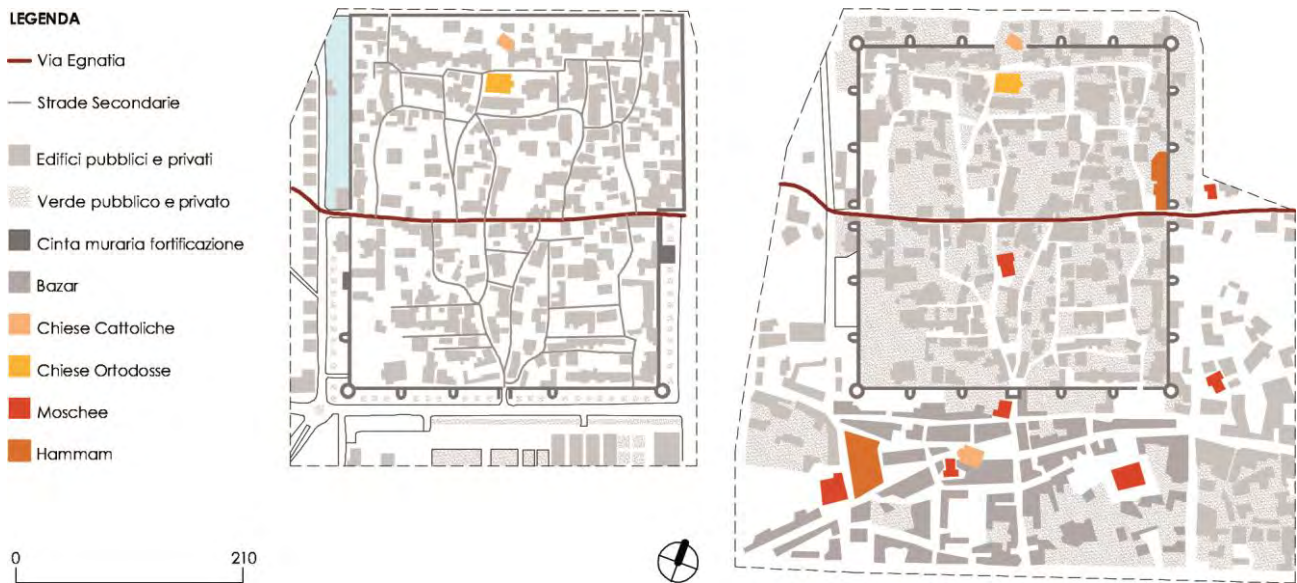 LEGENDA
Via Egnatia
Strade Secondarie
Edifici pubblici e privati
Verde pubblico e privato
Cinta muraria fortificazione
Bazar
Chiese Cattoliche
Chiese Ortodosse
Moschee
Hammam
0 210